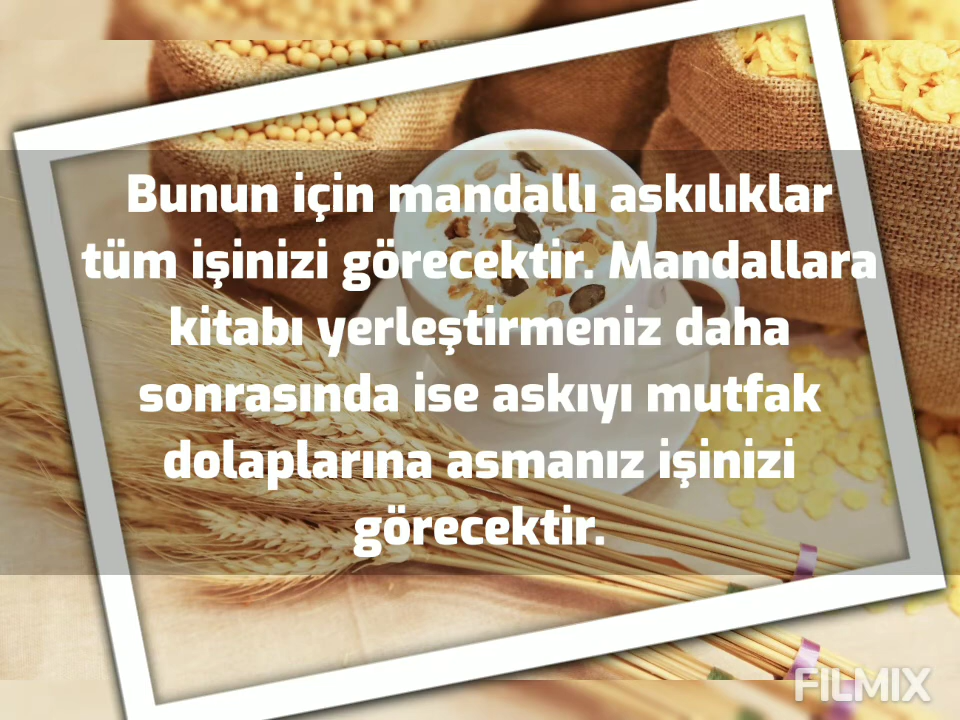 Bunun için mandallı askılıklar
tüm işinizi görecektir. Mandallara
kitabı yerleştirmeniz daha
sonrasında ise askıyı mutfak
dolaplarına asmanız işinizi
görecektir.
FILMIX